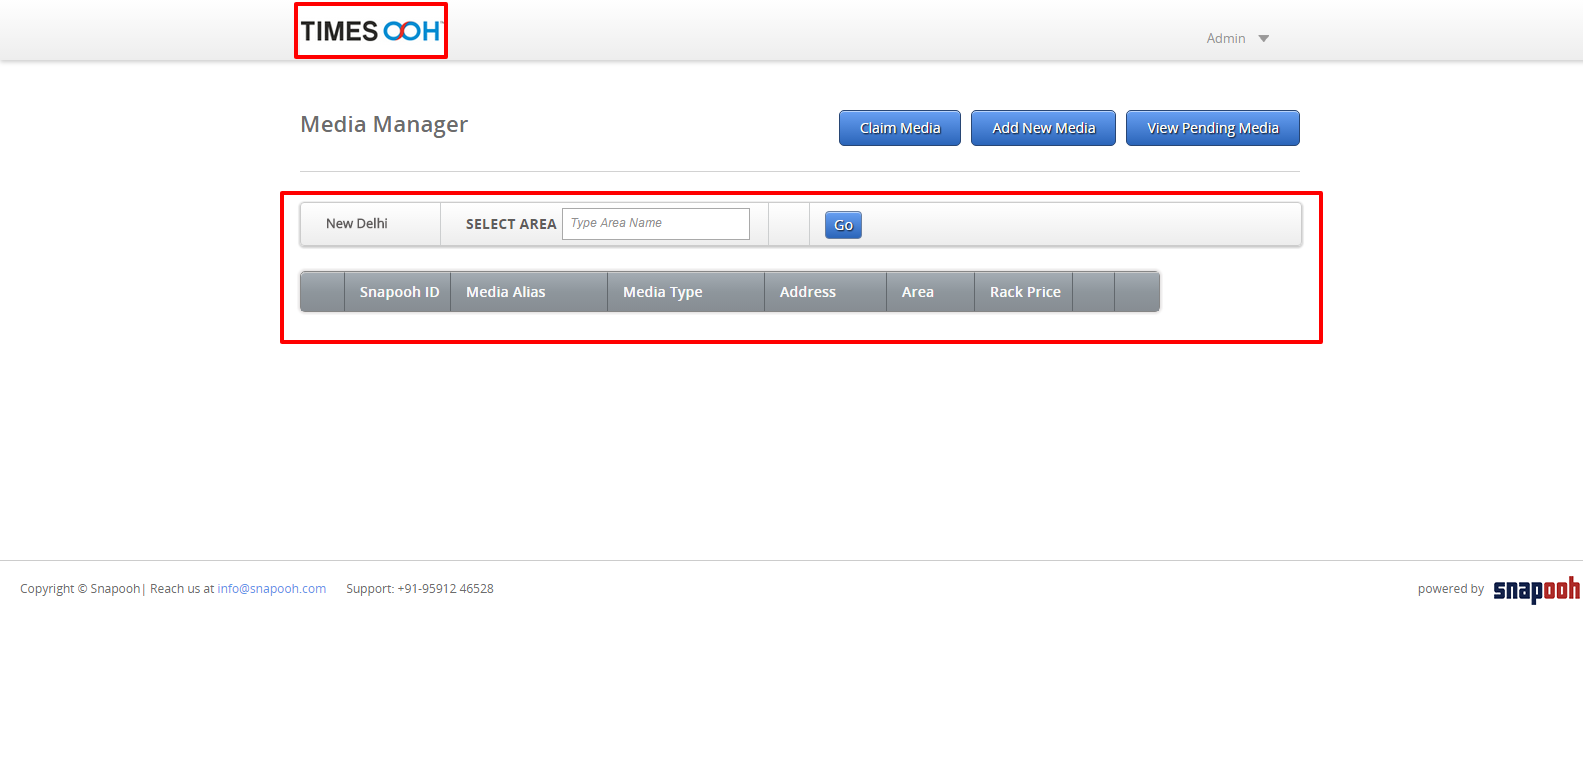 TIMES OOH
Admin
Media Manager
Claim Media Add New Media View Pending Media
New Delhi SELECT AREA Type Area Name Go
Snapooh ID Media Alias Media Type Address Area Rack Price
Copyright © Snapooh| Reach us at info@snapooh.com Support: +91-95912 46528 powered by snapooh